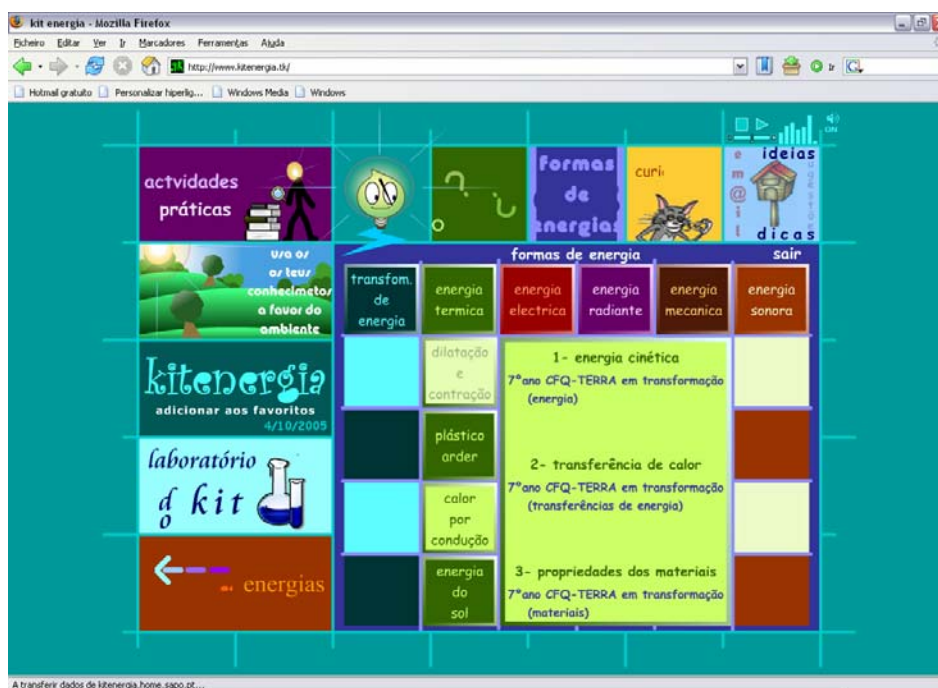 kit energia - Mozilla Firefox
Ficheiro Editar Ver Ir Marcadores Ferramentas Ajuda
http://www.kitenergia.tk/
Ir
Hotmail gratuito Personalizar hiperlig... Windows Media Windows
ON
actvidades
práticas
formas
de
energias
curi
e
m
@
i
l
ideias
dicas
usa os
os teus
conhecimetos
a favor do
ambiente
formas de energia
sair
transfom.
de
energia
energia
termica
energia
electrica
energia
radiante
energia
mecanica
energia
sonora
kitenergia
adicionar aos favoritos
4/10/2005
dilatação
e
contração
plástico
arder
calor
por
condução
energia
do
sol
1- energia cinética
7ºano CFQ-TERRA em transformação
(energia)
2- transferência de calor
7ºano CFQ-TERRA em transformação
(transferências de energia)
3- propriedades dos materiais
7ºano CFQ-TERRA em transformação
(materiais)
laboratório
do kit
energias
A transferir dados de kitenergia.home.sapo.pt...